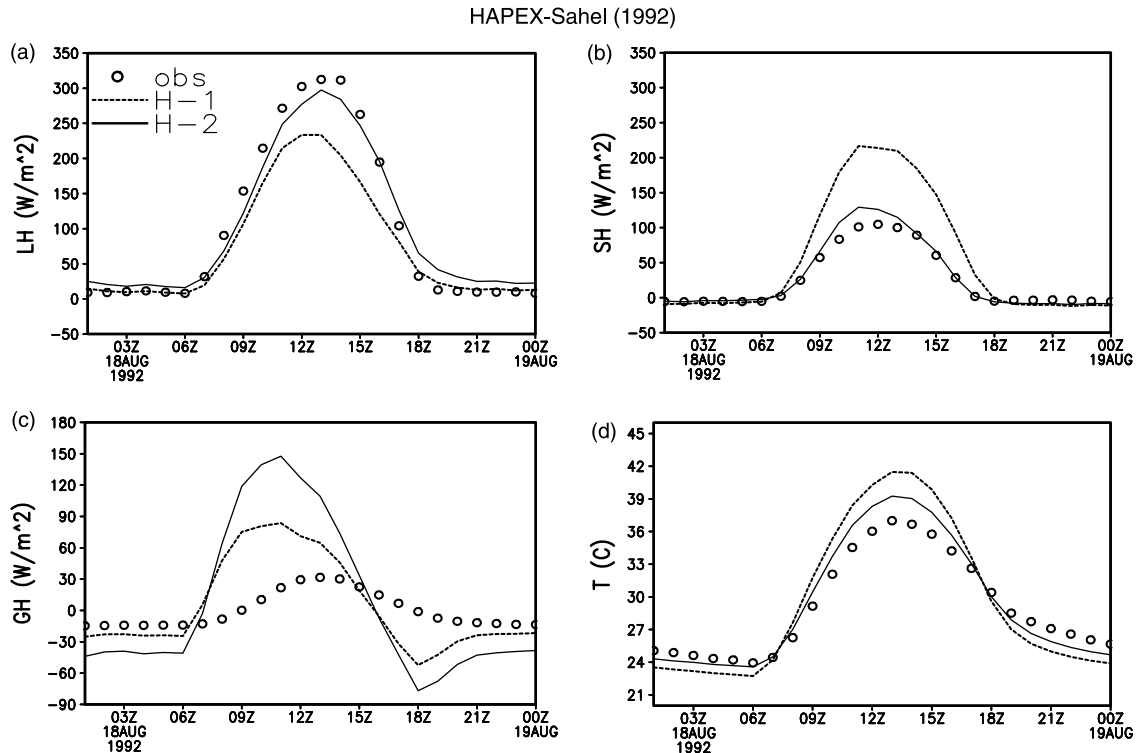 HAPEX-Sahel (1992)
(a)
LH (W/m^2)
350
300
250
200
150
100
50
0
-50
obs
H-1
H-2
03Z 06Z 09Z 12Z 15Z 18Z 21Z 00Z
18AUG 19AUG
1992
(b)
SH (W/m^2)
350
300
250
200
150
100
50
0
-50
03Z 06Z 09Z 12Z 15Z 18Z 21Z 00Z
18AUG 19AUG
1992
(c)
GH (W/m^2)
180
150
120
90
60
30
0
-30
-60
-90
03Z 06Z 09Z 12Z 15Z 18Z 21Z 00Z
18AUG 19AUG
1992
(d)
T (C)
45
42
39
36
33
30
27
24
21
03Z 06Z 09Z 12Z 15Z 18Z 21Z 00Z
18AUG 19AUG
1992